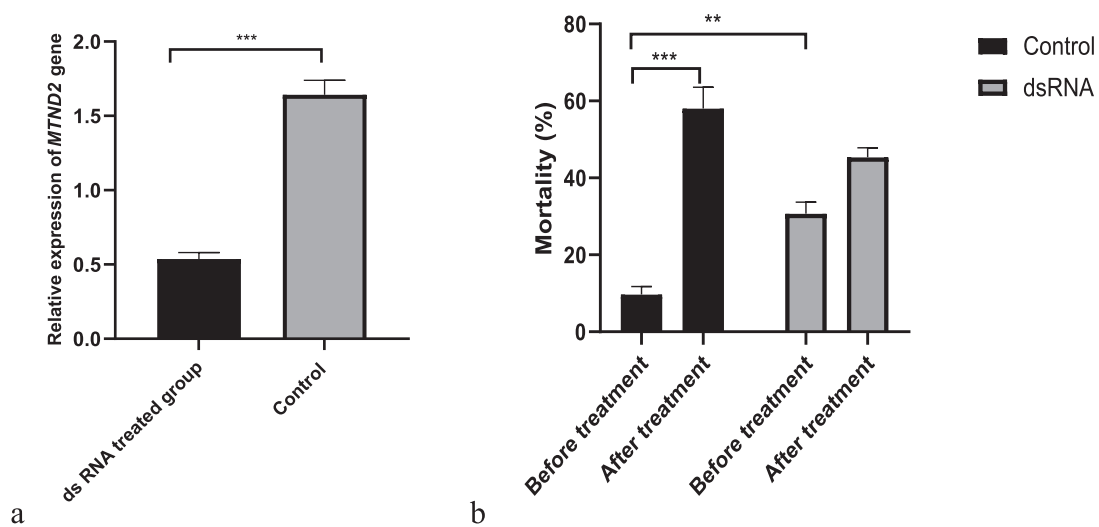 Relative expression of MTND2 gene
2.0
1.5
1.0
0.5
0.0
***
ds RNA treated group
Control
a
Mortality (%)
80
60
40
20
0
**
***
Before treatment
After treatment
Before treatment
After treatment
Control
dsRNA
b